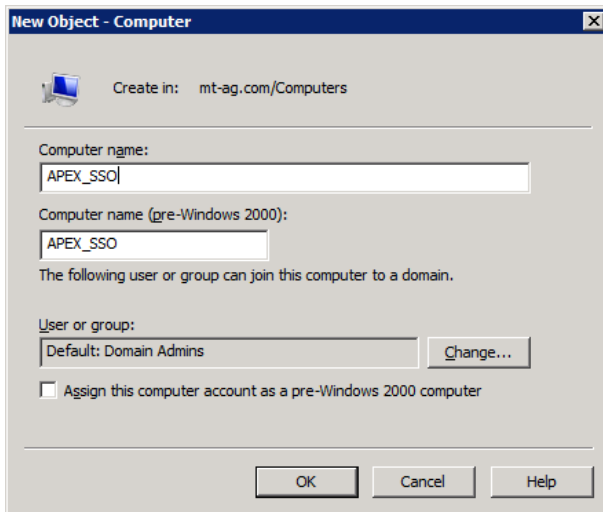 New Object - Computer
Create in: mt-ag.com/Computers
Computer name:
APEX_SSO
Computer name (pre-Windows 2000):
APEX_SSO
The following user or group can join this computer to a domain.
User or group:
Default: Domain Admins
Change...
Assign this computer account as a pre-Windows 2000 computer
OK Cancel Help